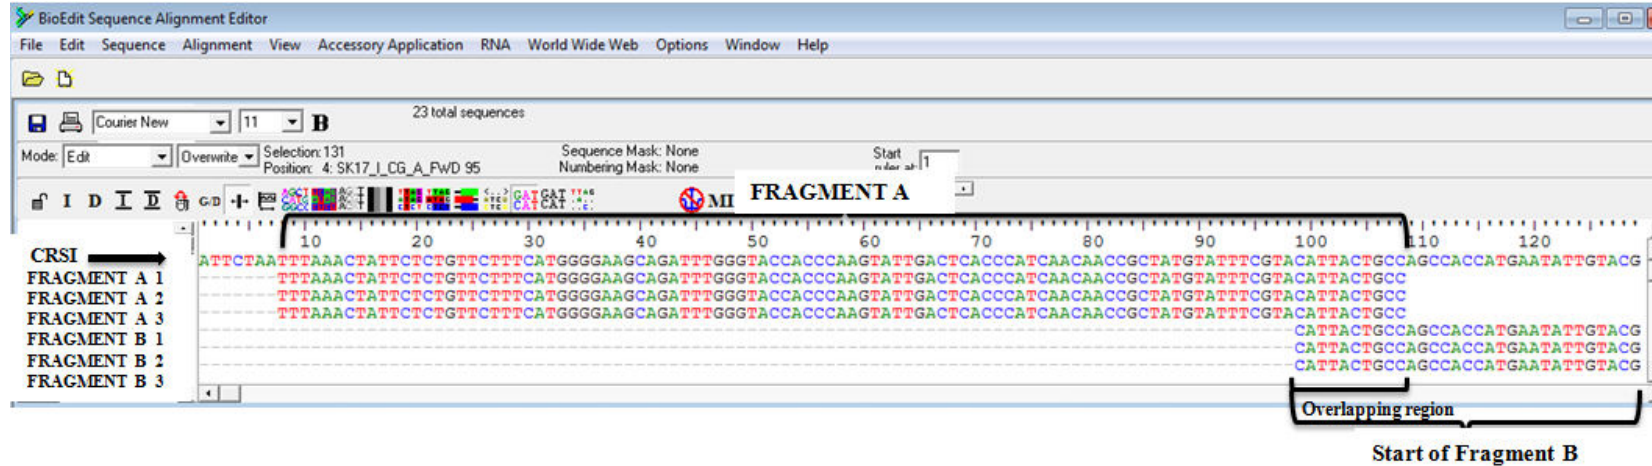 BioEdit Sequence Alignment Editor
File Edit Sequence Alignment View Accessory Application RNA World Wide Web Options Window Help
Courier New 11 B 23 total sequences
Mode: Edit Overwrite Selection: 131 Sequence Mask: None Start
Position: 4: SK17_I_CG_A_FWD 95 Numbering Mask: None ruler at: 1
I D I D G/D MI FRAGMENT A
10 20 30 40 50 60 70 80 90 100 110 120
CRSI ATTCTAATTTAAACTATTCTCTGTTCTTTCATGGGGAAGCAGATTTGGGTACCACCCAAGTATTGACTCACCCATCAACAACCGCTATGTATTTCGTACATTACTGCCAGCCACCATGAATATTGTACG
FRAGMENT A 1 TTTAAACTATTCTCTGTTCTTTCATGGGGAAGCAGATTTGGGTACCACCCAAGTATTGACTCACCCATCAACAACCGCTATGTATTTCGTACATTACTGCC
FRAGMENT A 2 TTTAAACTATTCTCTGTTCTTTCATGGGGAAGCAGATTTGGGTACCACCCAAGTATTGACTCACCCATCAACAACCGCTATGTATTTCGTACATTACTGCC
FRAGMENT A 3 TTTAAACTATTCTCTGTTCTTTCATGGGGAAGCAGATTTGGGTACCACCCAAGTATTGACTCACCCATCAACAACCGCTATGTATTTCGTACATTACTGCC
FRAGMENT B 1 CATTACTGCCAGCCACCATGAATATTGTACG
FRAGMENT B 2 CATTACTGCCAGCCACCATGAATATTGTACG
FRAGMENT B 3 CATTACTGCCAGCCACCATGAATATTGTACG
Overlapping region
Start of Fragment B